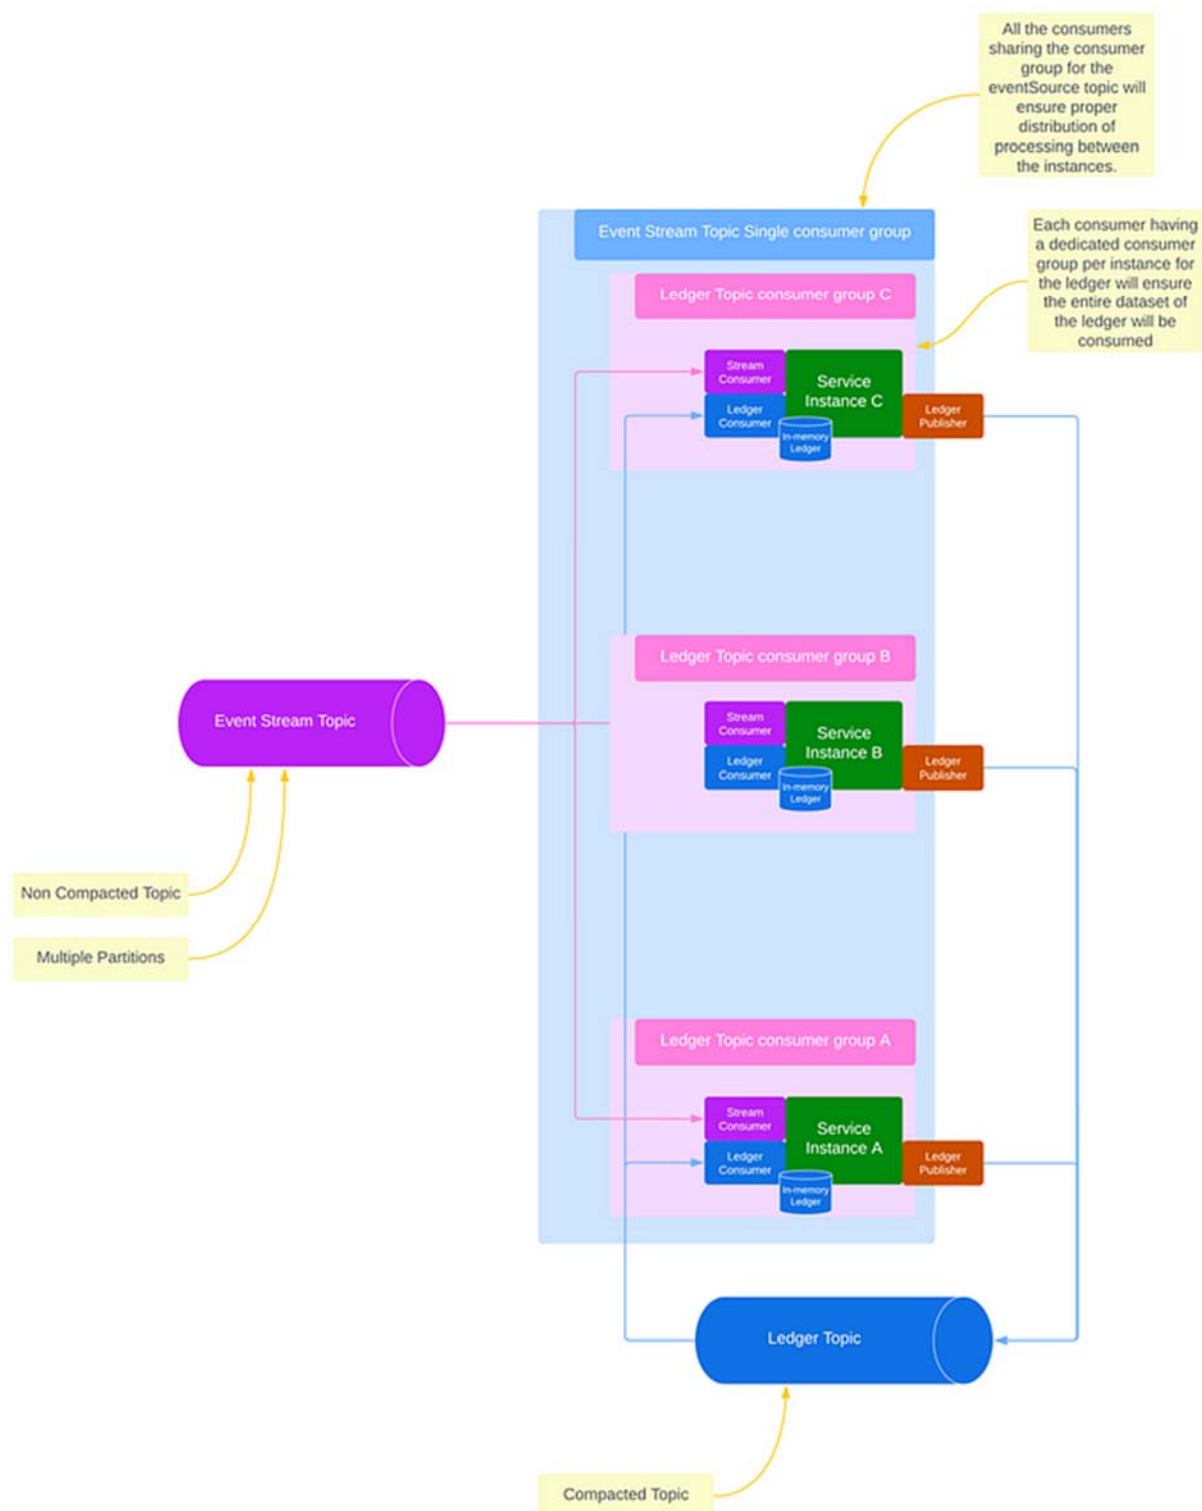 All the consumers
sharing the consumer
group for the
eventSource topic will
ensure proper
distribution of
processing between
the instances.
Event Stream Topic Single consumer group
Each consumer having
a dedicated consumer
group per instance for
the ledger will ensure
the entire dataset of
the ledger will be
consumed
Ledger Topic consumer group C
Stream
Consumer
Service
Instance C
Ledger
Consumer
In-memory
Ledger
Ledger
Publisher
Ledger Topic consumer group B
Event Stream Topic
Stream
Consumer
Service
Instance B
Ledger
Consumer
In-memory
Ledger
Ledger
Publisher
Non Compacted Topic
Multiple Partitions
Ledger Topic consumer group A
Stream
Consumer
Service
Instance A
Ledger
Consumer
In-memory
Ledger
Ledger
Publisher
Ledger Topic
Compacted Topic